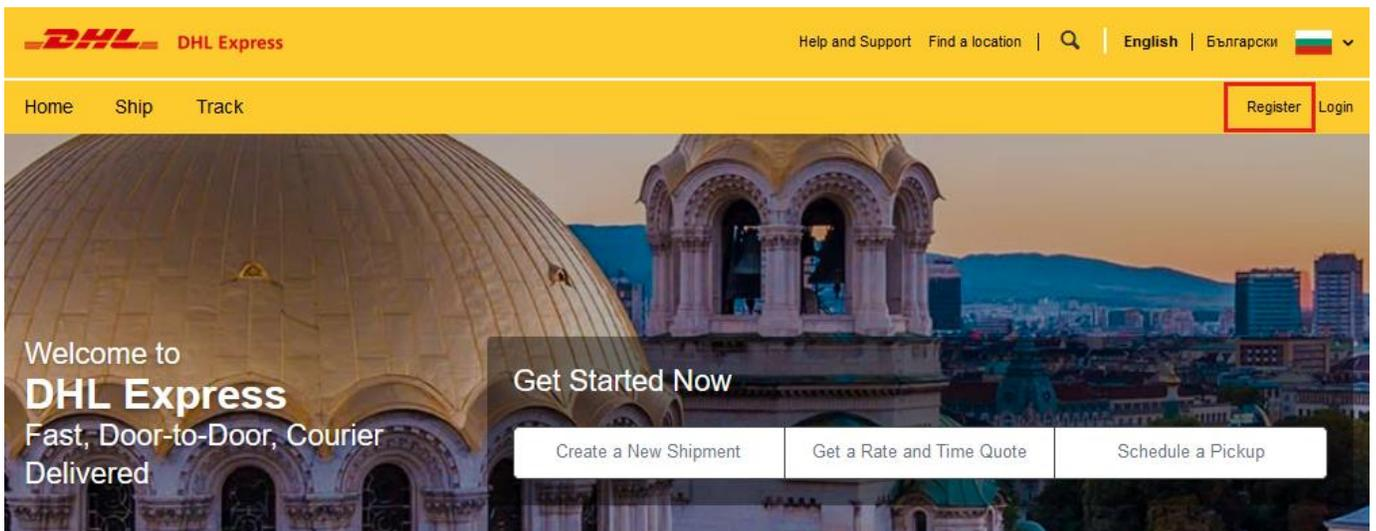 DHL DHL Express Help and Support Find a location | English | Български
Home Ship Track Register Login
Welcome to
DHL Express
Fast, Door-to-Door, Courier
Delivered
Get Started Now
Create a New Shipment Get a Rate and Time Quote Schedule a Pickup